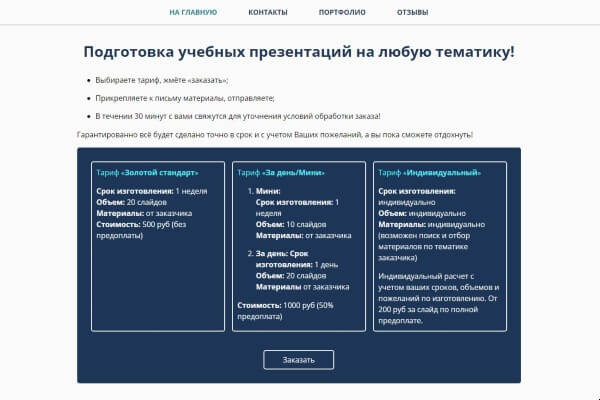 НА ГЛАВНУЮ КОНТАКТЫ ПОРТФОЛИО ОТЗЫВЫ
Подготовка учебных презентаций на любую тематику!
Выбираете тариф, жмёте «заказать»;
Прикрепляете к письму материалы, отправляете;
В течении 30 минут с вами свяжутся для уточнения условий обработки заказа!
Гарантированно всё будет сделано точно в срок и с учетом Ваших пожеланий, а вы пока сможете отдохнуть!
Тариф «Золотой стандарт»
Срок изготовления: 1 неделя
Объем: 20 слайдов
Материалы: от заказчика
Стоимость: 500 руб (без
предоплаты)
Тариф «За день/Мини»
1. Мини:
Срок изготовления: 1
неделя
Объем: 10 слайдов
Материалы: от заказчика
2. За день: Срок
изготовления: 1 день
Объем: 20 слайдов
Материалы от заказчика
Стоимость: 1000 руб (50%
предоплата)
Тариф «Индивидуальный»
Срок изготовления:
индивидуально
Объем: индивидуально
Материалы: индивидуально
(возможен поиск и отбор
материалов по тематике
заказчика)
Индивидуальный расчет с
учетом ваших сроков, объемов и
пожеланий по изготовлению. От
200 руб за слайд по полной
предоплате.
Заказать